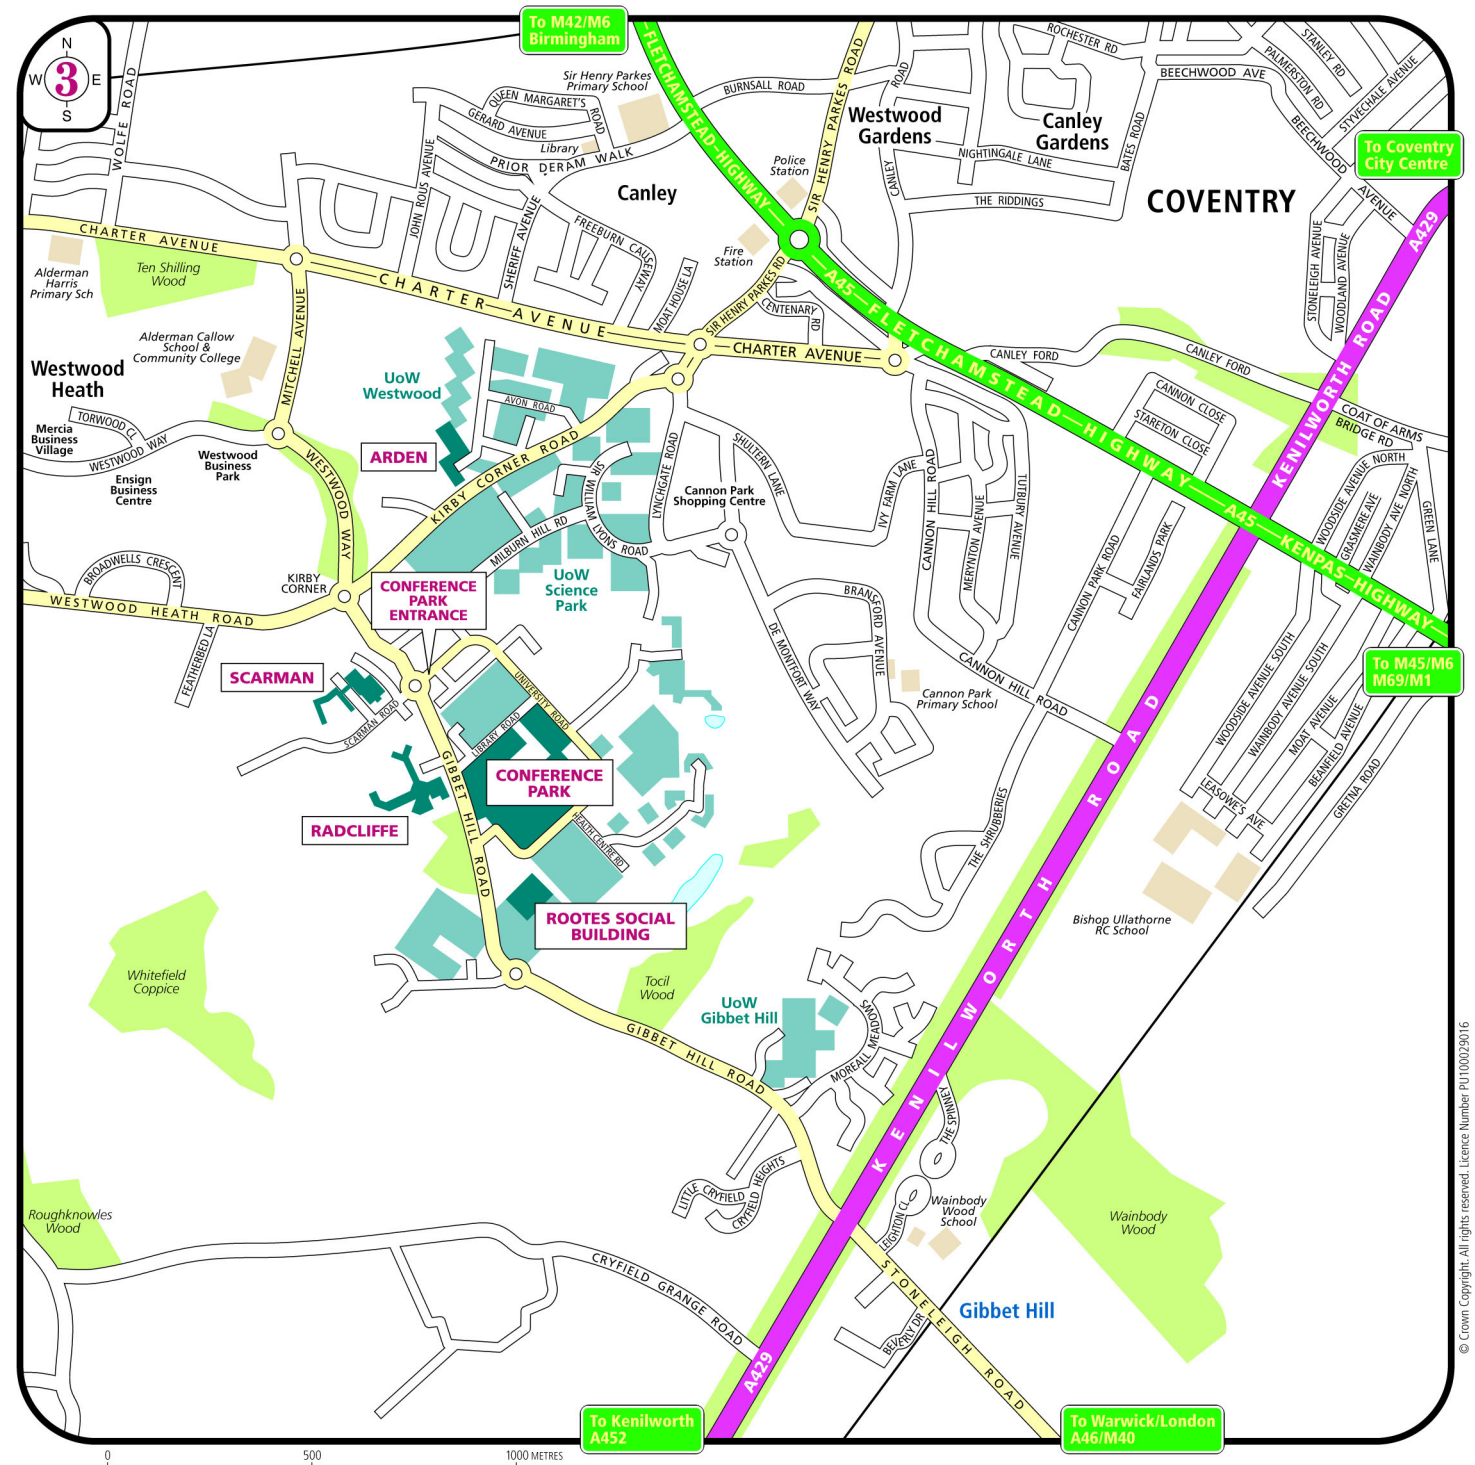 To M42/M6
Birmingham
N
W 3 E
S
WOLFE ROAD
FLETCHAMSTEAD–HIGHWAY
Sir Henry Parkes
Primary School
QUEEN MARGARET'S ROAD
GERARD AVENUE
Library
PRIOR DERAM WALK
BURNSALL ROAD
SIR HENRY PARKES ROAD
CANLEY ROAD
Westwood
Gardens
Canley
Gardens
ROCHESTER RD
BEECHWOOD AVE
PALMERSTON RD
STANLEY RD
STYVECHALE AVENUE
BEECHWOOD AVENUE
BATES ROAD
NIGHTINGALE LANE
THE RIDDINGS
To Coventry
City Centre
COVENTRY
A429
Police
Station
Canley
JOHN ROUS AVENUE
SHERIFF AVENUE
FREEBURN CAUSEWAY
MOAT HOUSE LA
Fire
Station
CHARTER AVENUE
Alderman
Harris
Primary Sch
Ten Shilling
Wood
CHARTER–AVENUE
SIR HENRY PARKES RD
CENTENARY RD
A45–FLETCHAMSTEAD–HIGHWAY–A45–KENPAS–HIGHWAY
CHARTER AVENUE
CANLEY FORD
CANLEY FORD
STONELEIGH AVENUE
WOODLAND AVENUE
KENILWORTH ROAD
COAT OF ARMS
BRIDGE RD
Alderman Callow
School &
Community College
MITCHELL AVENUE
Westwood
Heath
TORWOOD CL
Mercia
Business
Village
WESTWOOD WAY
Ensign
Business
Centre
Westwood
Business
Park
WESTWOOD WAY
UoW
Westwood
ARDEN
AVON ROAD
KIRBY CORNER ROAD
SIR WILLIAM LYONS ROAD
MILBURN HILL RD
LYNCHGATE ROAD
SHULTERN LANE
Cannon Park
Shopping Centre
IVY FARM LANE
CANNON HILL ROAD
MERYNTON AVENUE
TUTBURY AVENUE
CANNON CLOSE
STARETON CLOSE
CANNON PARK ROAD
FAIRLANDS PARK
WOODSIDE AVENUE NORTH
GRASMERE AVE
WAINBODY AVE NORTH
GREEN LANE
BROADWELLS CRESCENT
KIRBY
CORNER
WESTWOOD HEATH ROAD
FEATHERBED LA
CONFERENCE
PARK
ENTRANCE
UoW
Science
Park
BRANSFORD AVENUE
DE MONTFORT WAY
Cannon Park
Primary School
CANNON HILL ROAD
WOODSIDE AVENUE SOUTH
WAINBODY AVENUE SOUTH
MOAT AVENUE
BEANFIELD AVENUE
GRETNA ROAD
LEASOWE'S AVE
To M45/M6
M69/M1
SCARMAN
SCARMAN ROAD
UNIVERSITY ROAD
LIBRARY ROAD
GIBBET HILL ROAD
CONFERENCE
PARK
HEALTH CENTRE RD
RADCLIFFE
THE SHRUBBERIES
Bishop Ullathorne
RC School
KENILWORTH ROAD
ROOTES SOCIAL
BUILDING
Whitefield
Coppice
Tocil
Wood
UoW
Gibbet Hill
MOREALL MEADOWS
GIBBET HILL ROAD
THE SPINNEY
LITTLE CRYFIELD
CRYFIELD HEIGHTS
LEIGHTON CL
Wainbody
Wood
School
Wainbody
Wood
Roughknowles
Wood
CRYFIELD GRANGE ROAD
STONELEIGH ROAD
BEVERLY DR
Gibbet Hill
A429
To Kenilworth
A452
To Warwick/London
A46/M40
0 500 1000 METRES
© Crown Copyright. All rights reserved. Licence Number PU100029016